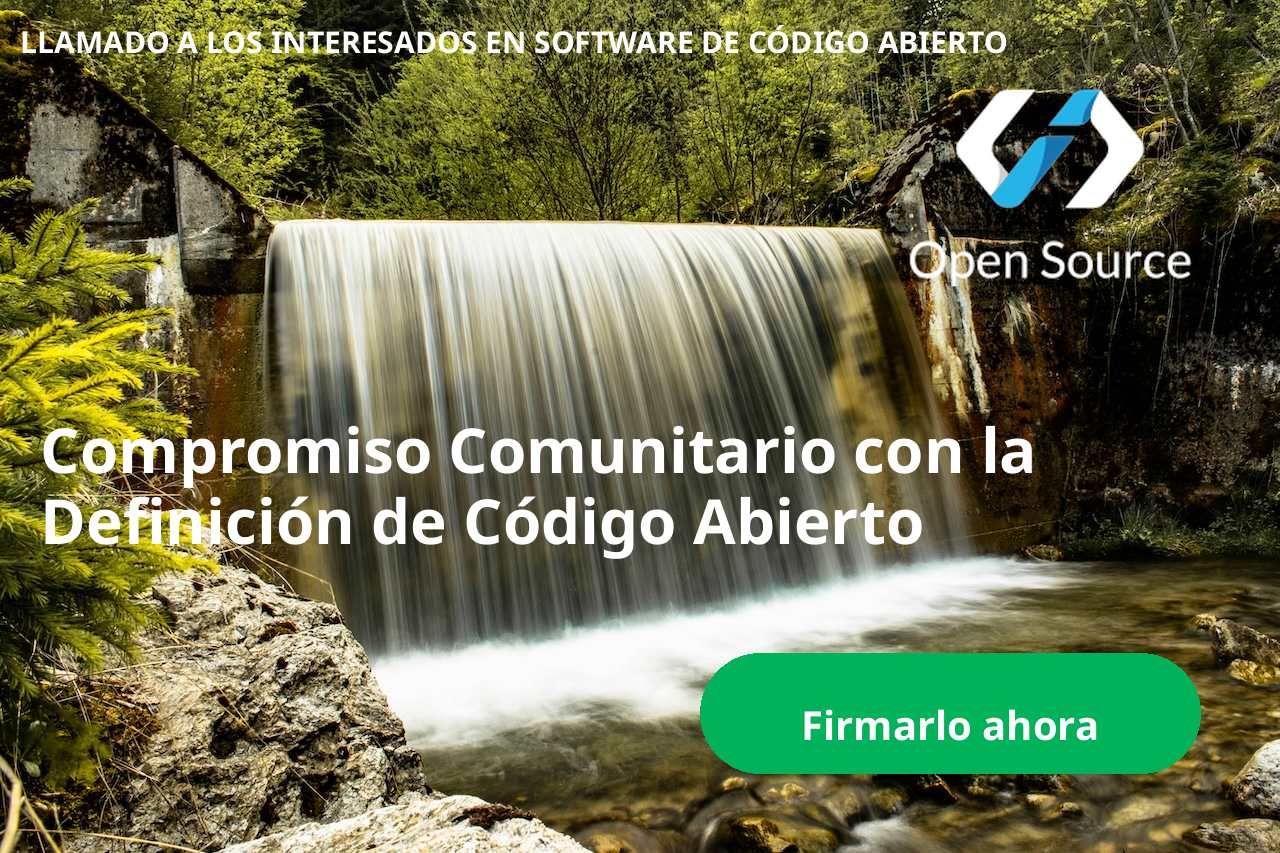 LLAMADO A LOS INTERESADOS EN SOFTWARE DE CÓDIGO ABIERTO
Open Source
Compromiso Comunitario con la
Definición de Código Abierto
Firmarlo ahora